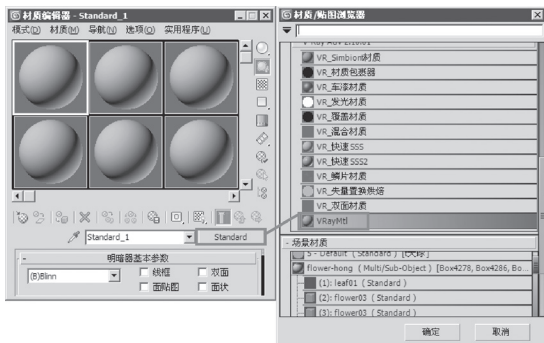 材质编辑器 - Standard_1
模式(D) 材质(M) 导航(N) 选项(O) 实用程序(U)
Standard_1
Standard
明暗器基本参数
(B)Blinn
线框
双面
面贴图
面状
材质/贴图浏览器
VR_Simbiont材质
VR_材质包裹器
VR_车漆材质
VR_发光材质
VR_覆盖材质
VR_混合材质
VR_快速 SSS
VR_快速 SSS2
VR_鳞片材质
VR_矢量置换烘焙
VR_双面材质
VRayMtl
- 场景材质
5 - Default ( Standard )
flower-hong ( Multi/Sub-Object ) [Box4278, Box4286, Bo...
(1): leaf01 ( Standard )
(2): flower03 ( Standard )
(3): flower03 ( Standard )
确定
取消